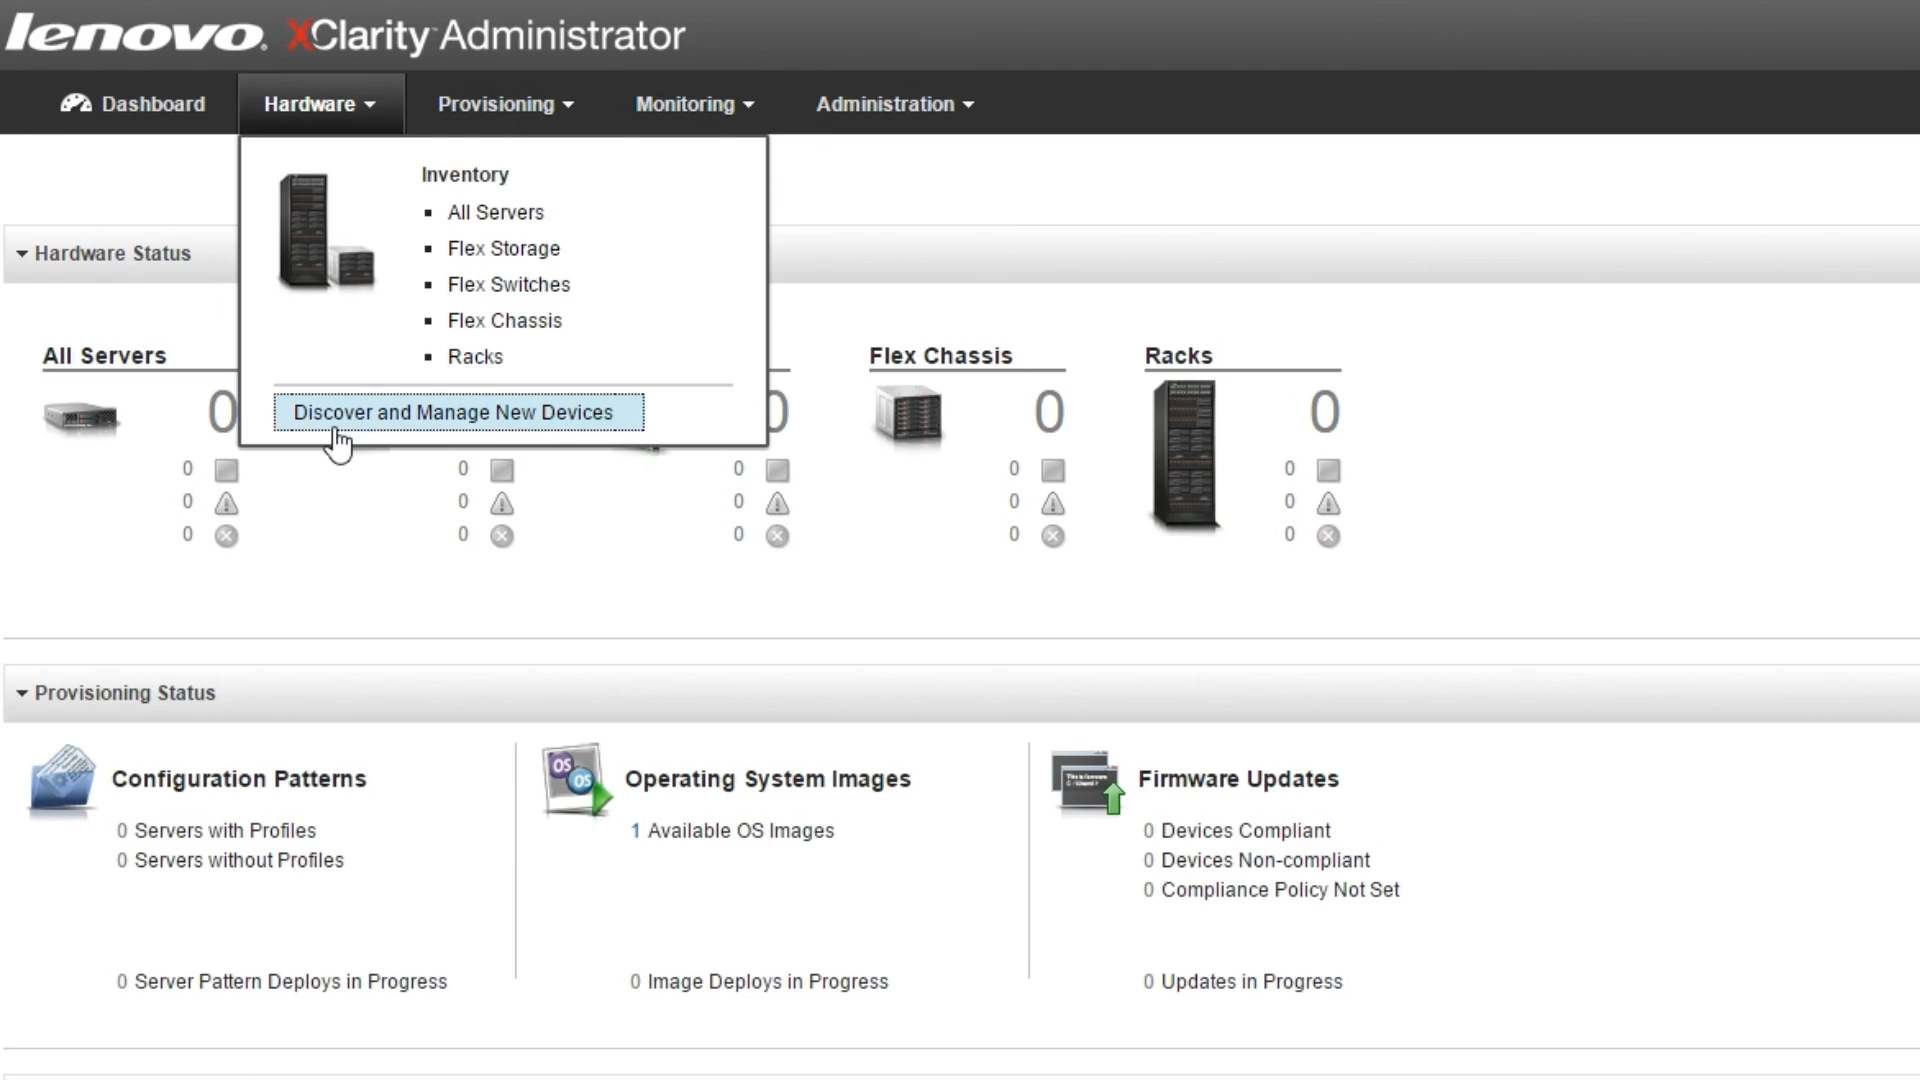 lenovo. XClarity Administrator
Dashboard Hardware Provisioning Monitoring Administration
Inventory
All Servers
Flex Storage
Flex Switches
Flex Chassis
Racks
Discover and Manage New Devices
Hardware Status
All Servers Flex Chassis Racks
0 0 0 0
0 0 0 0 0
0 0 0 0 0
0 0 0 0 0
Provisioning Status
Configuration Patterns
0 Servers with Profiles
0 Servers without Profiles
0 Server Pattern Deploys in Progress
OS
OS
Operating System Images
1 Available OS Images
0 Image Deploys in Progress
Firmware Updates
0 Devices Compliant
0 Devices Non-compliant
0 Compliance Policy Not Set
0 Updates in Progress